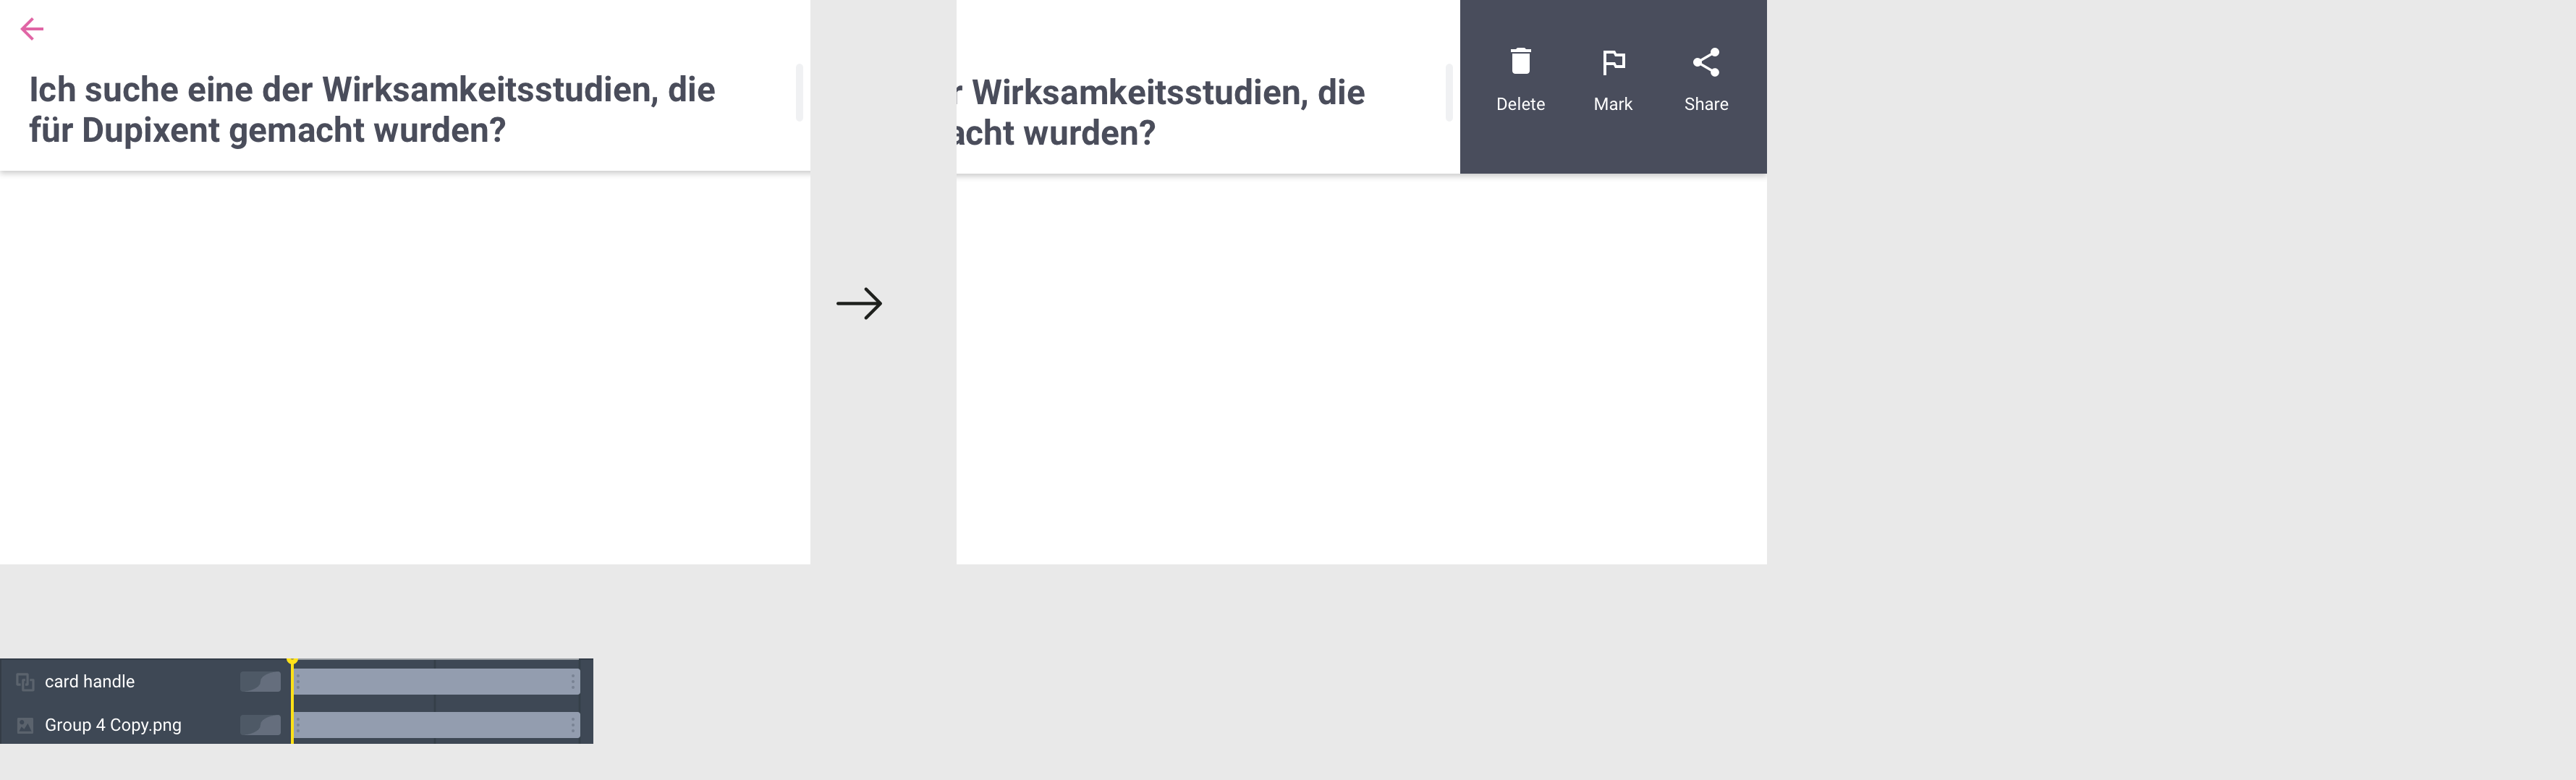 Ich suche eine der Wirksamkeitsstudien, die
für Dupixent gemacht wurden?
r Wirksamkeitsstudien, die
acht wurden?
Delete
Mark
Share
card handle
Group 4 Copy.png